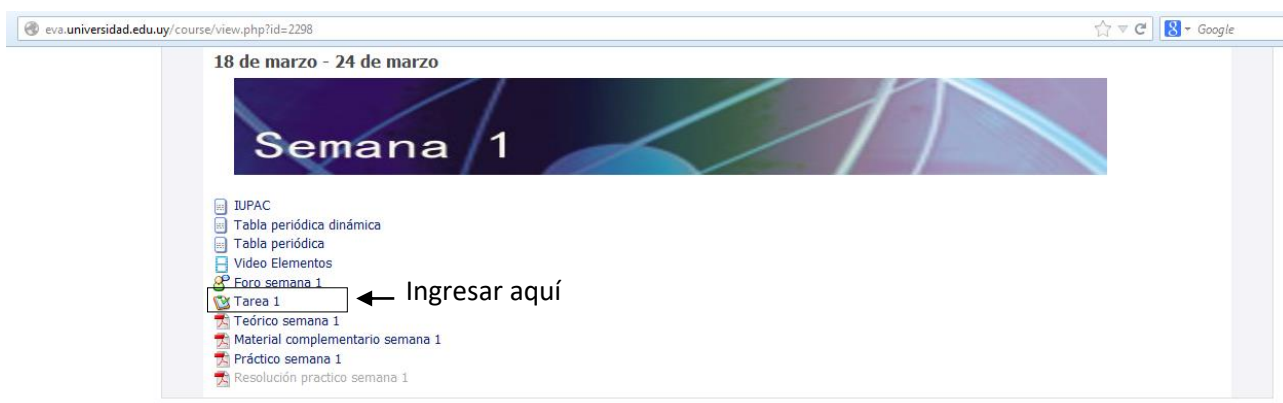 eva.universidad.edu.uy/course/view.php?id=2298
Google
18 de marzo - 24 de marzo
Semana 1
IUPAC
Tabla periódica dinámica
Tabla periódica
Video Elementos
Foro semana 1
Tarea 1
Ingresar aquí
Teórico semana 1
Material complementario semana 1
Práctico semana 1
Resolución practico semana 1